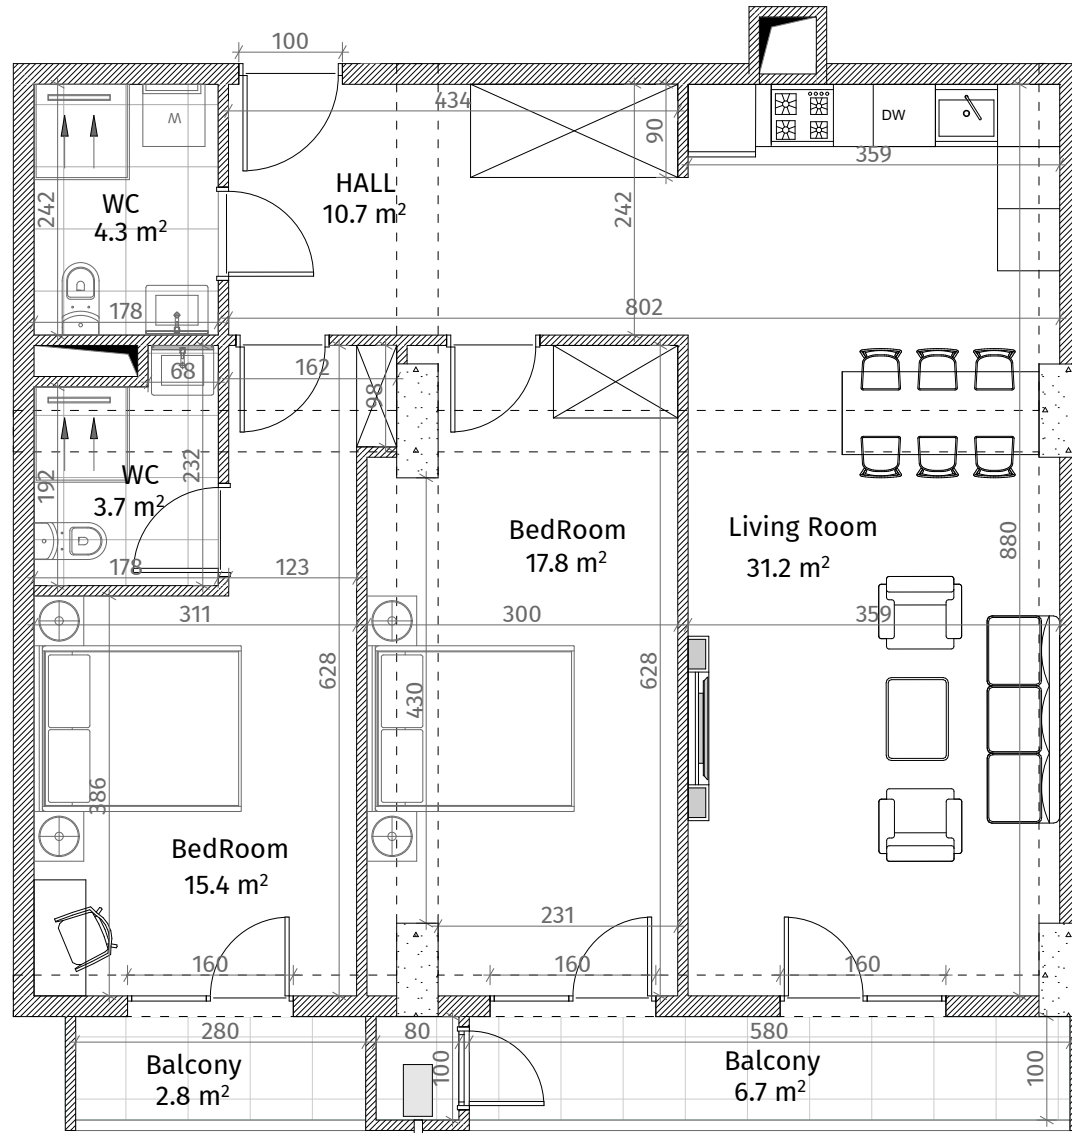 100
434
90
W
DW
359
HALL
10.7 m²
WC
4.3 m²
242
242
178
802
68
162
98
WC
3.7 m²
192
232
178
123
BedRoom
17.8 m²
Living Room
31.2 m²
880
311
300
359
628
628
430
386
BedRoom
15.4 m²
231
160
160
160
280
80
580
Balcony
2.8 m²
100
Balcony
6.7 m²
100